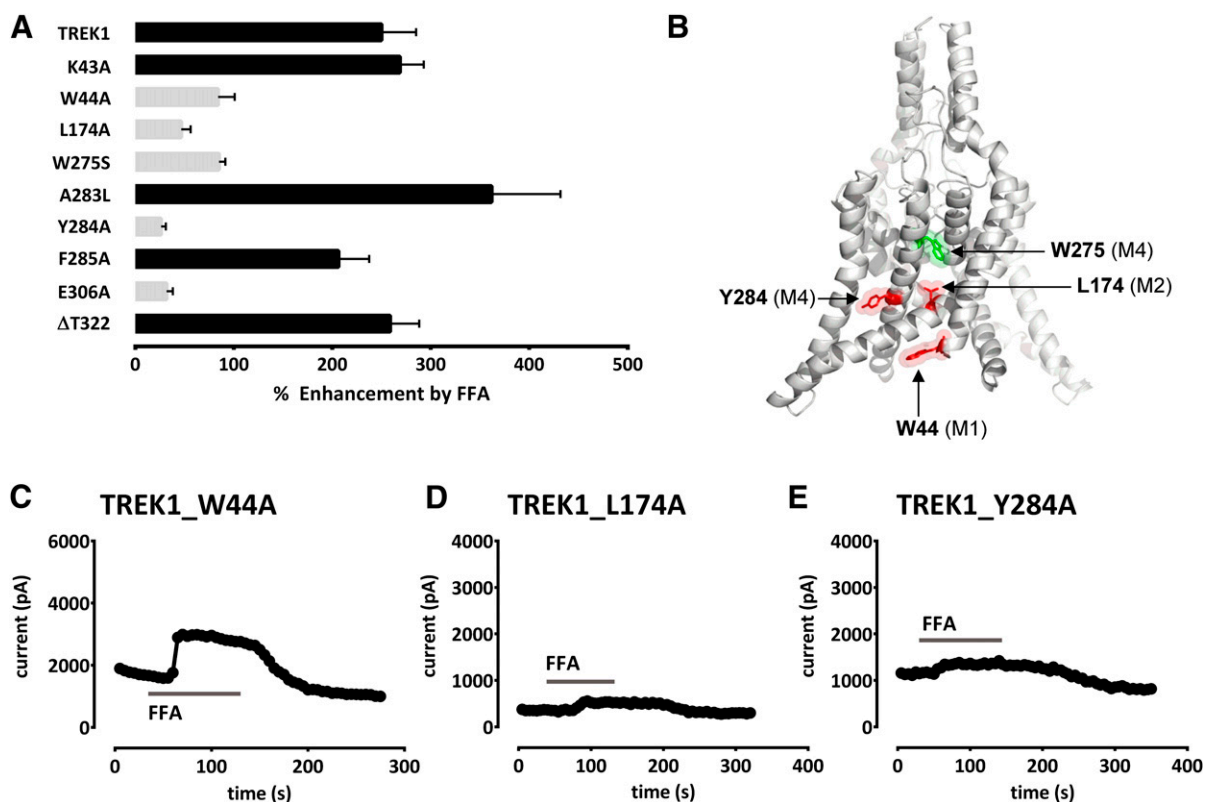 A
TREK1
K43A
W44A
L174A
W275S
A283L
Y284A
F285A
E306A
ΔT322
0 100 200 300 400 500
% Enhancement by FFA
B
W275 (M4)
L174 (M2)
Y284 (M4)
W44 (M1)
C TREK1_W44A
6000
4000
2000
0
current (pA)
FFA
0 100 200 300
time (s)
D TREK1_L174A
4000
3000
2000
1000
0
current (pA)
FFA
0 100 200 300 400
time (s)
E TREK1_Y284A
4000
3000
2000
1000
0
current (pA)
FFA
0 100 200 300 400
time (s)